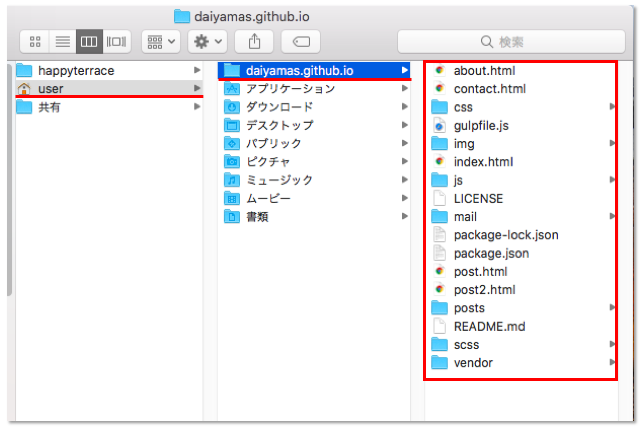 daiyamas.github.io
検索
happyterrace
user
共有
daiyamas.github.io
アプリケーション
ダウンロード
デスクトップ
パブリック
ピクチャ
ミュージック
ムービー
書類
about.html
contact.html
css
gulpfile.js
img
index.html
js
LICENSE
mail
package-lock.json
package.json
post.html
post2.html
posts
README.md
scss
vendor